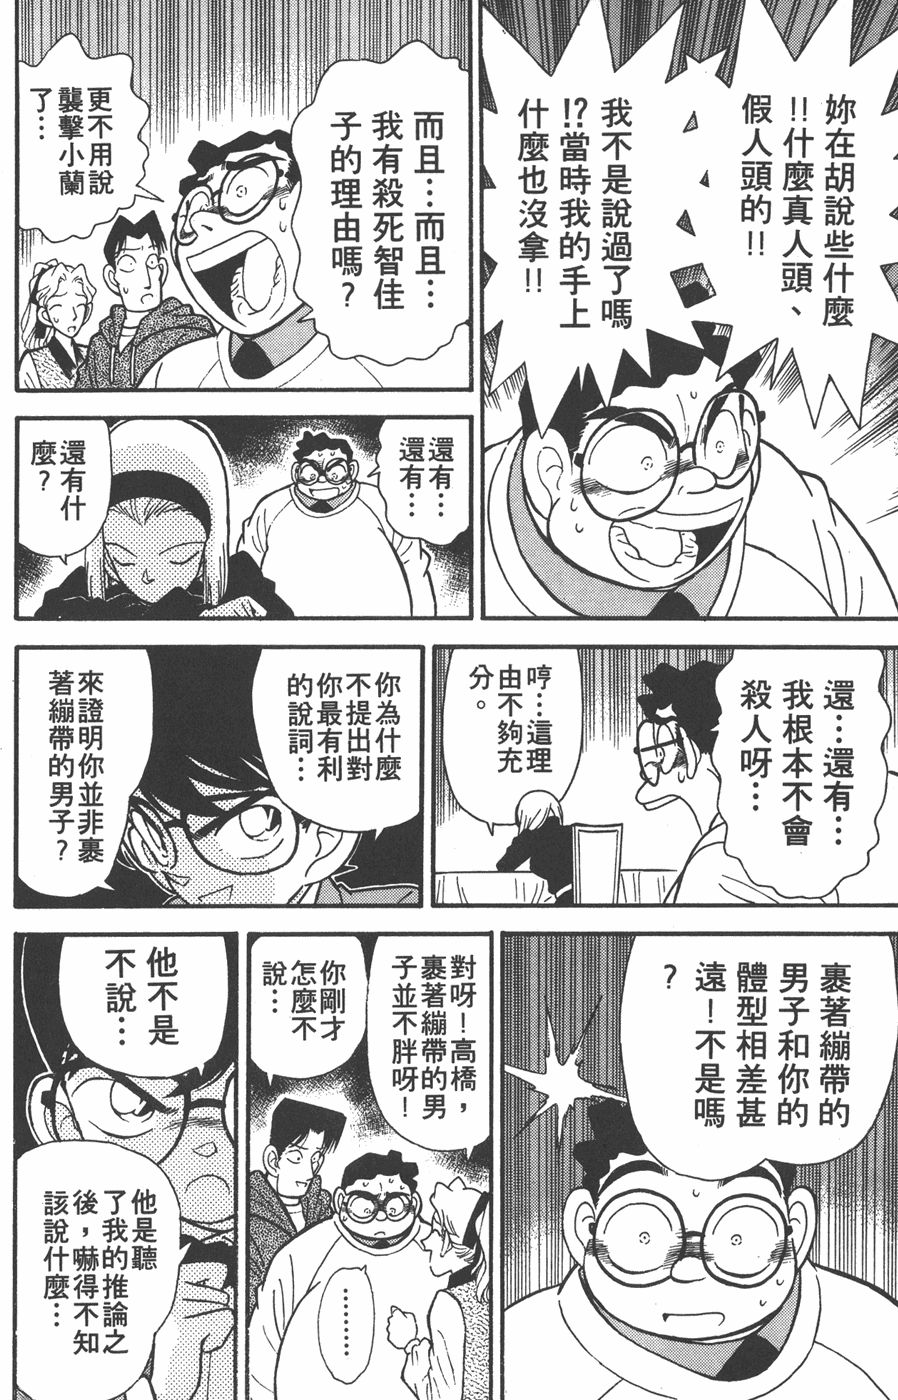 妳在胡說些什麼
!!什麼真人頭、
假人頭的!!
我不是說過了嗎
!?當時我的手上
什麼也沒拿!!
而且…而且…
我有殺死智佳
子的理由嗎？
更不用說
襲擊小蘭
了…
還有…
還有…
還有什
麼？
還…還有…
我根本不會
殺人呀…
哼…這理
由不夠充
分。
你為什麼
不提出對
你最有利
的說詞…
來證明你並非裹
著繃帶的男子？
裹著繃帶的
男子和你的
體型相差甚
遠！不是嗎
？
對呀！高橋，
裹著繃帶的男
子並不胖呀！
你剛才
怎麼不
說…
………
他不是
不說…
他是聽
了我的推論之
後，嚇得不知
該說什麼…